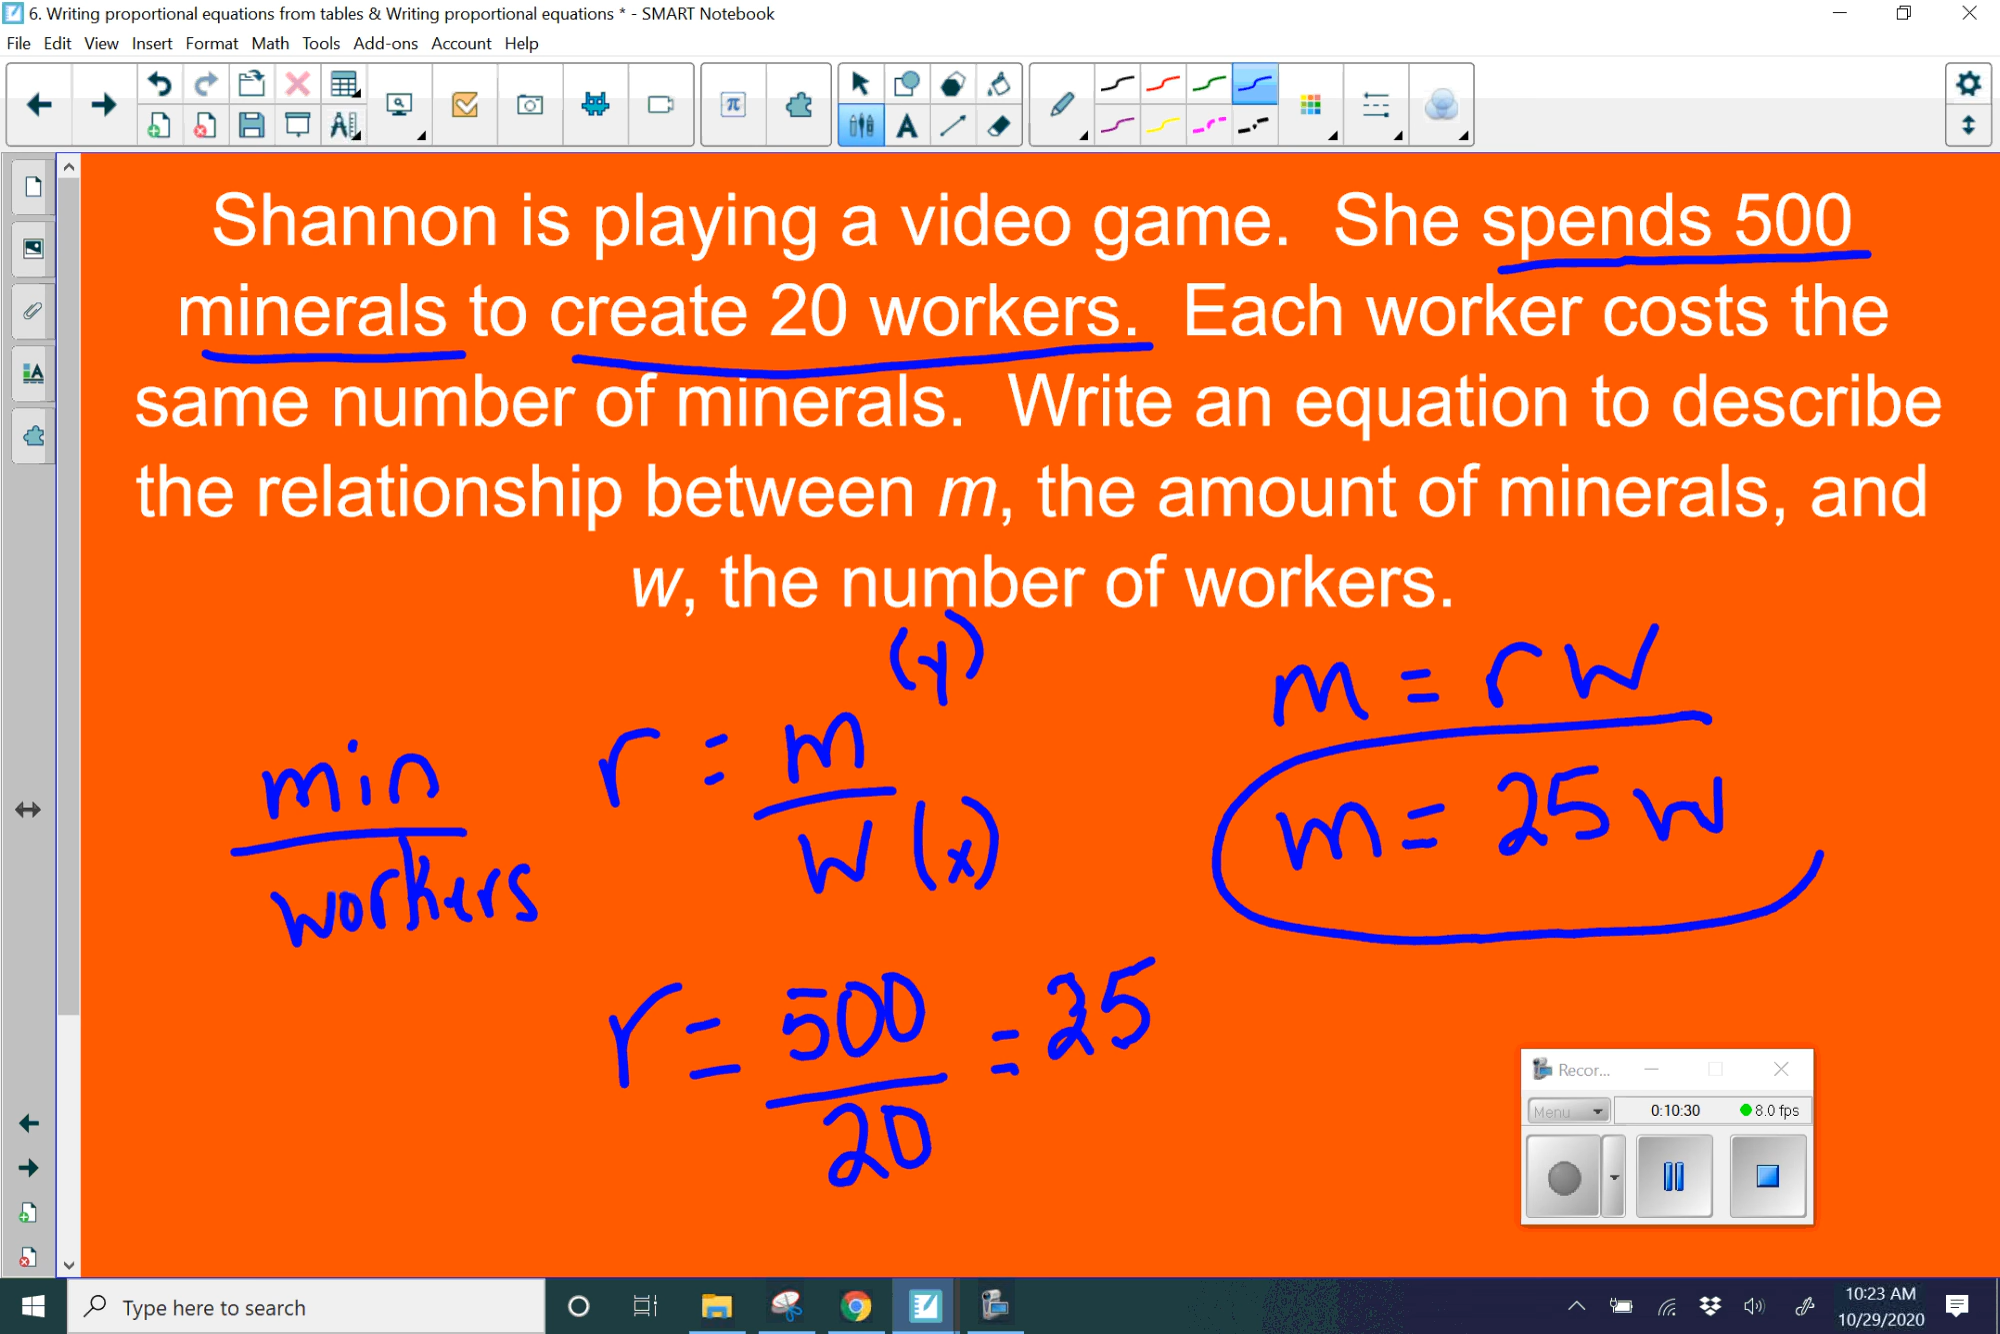 6. Writing proportional equations from tables & Writing proportional equations * - SMART Notebook
File Edit View Insert Format Math Tools Add-ons Account Help
Shannon is playing a video game. She spends 500
minerals to create 20 workers. Each worker costs the
same number of minerals. Write an equation to describe
the relationship between m, the amount of minerals, and
w, the number of workers.
min
workers
r = m (y)
w (x)
r = 500 = 25
20
m = rw
m = 25w
Recor...
Menu 0:10:30 8.0 fps
Type here to search
10:23 AM
10/29/2020